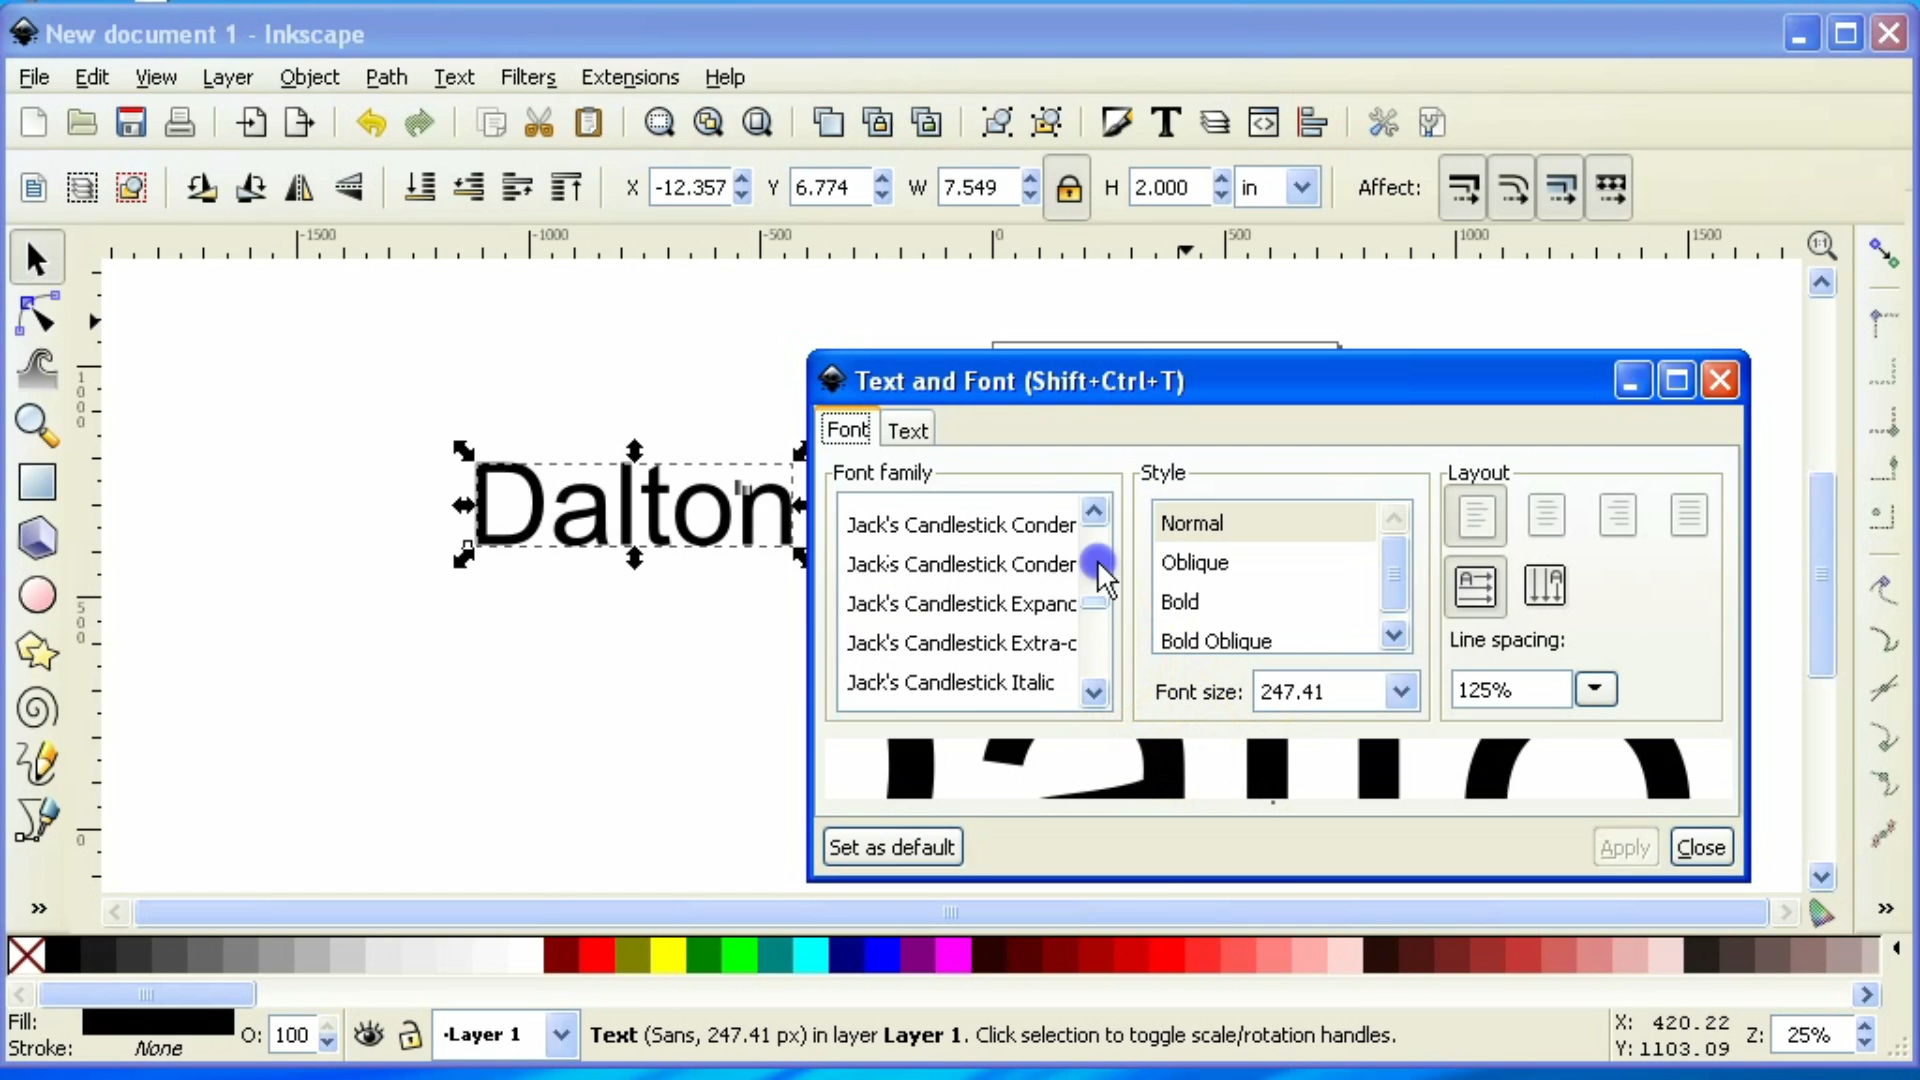 New document 1 - Inkscape
File Edit View Layer Object Path Text Filters Extensions Help
X -12.357 Y 6.774 W 7.549 H 2.000 in Affect:
-1500 -1000 -500 0 500 1000 1500
1:1
1000
500
0
Dalton
Text and Font (Shift+Ctrl+T)
Font Text
Font family Style Layout
Jack's Candlestick Conder
Jack's Candlestick Conder
Jack's Candlestick Expanc
Jack's Candlestick Extra-c
Jack's Candlestick Italic
Normal
Oblique
Bold
Bold Oblique
Font size: 247.41
Line spacing:
125%
Set as default Apply Close
Fill:
Stroke: None
O: 100 ·Layer 1 Text (Sans, 247.41 px) in layer Layer 1. Click selection to toggle scale/rotation handles.
X: 420.22
Y: 1103.09
Z: 25%